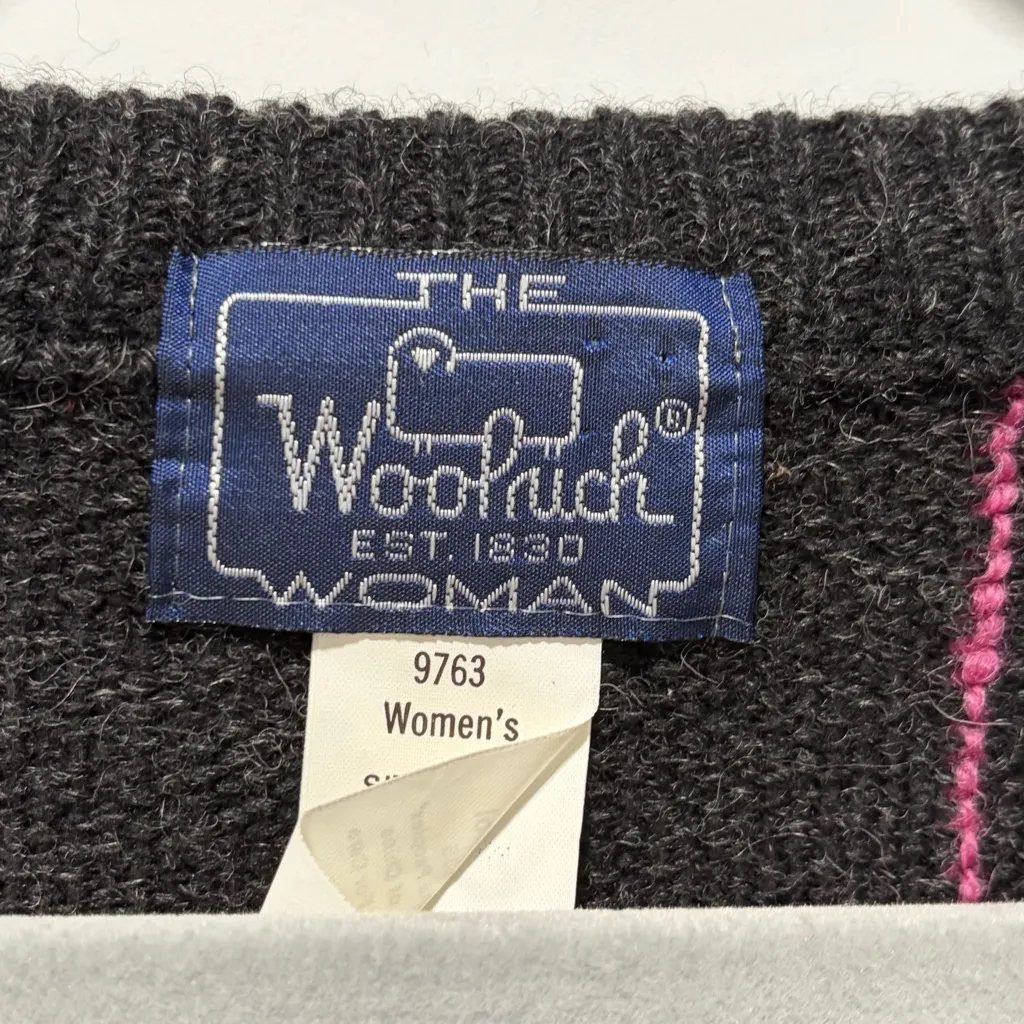 THE
Woolrich®
EST. 1830
WOMAN
9763
Women's